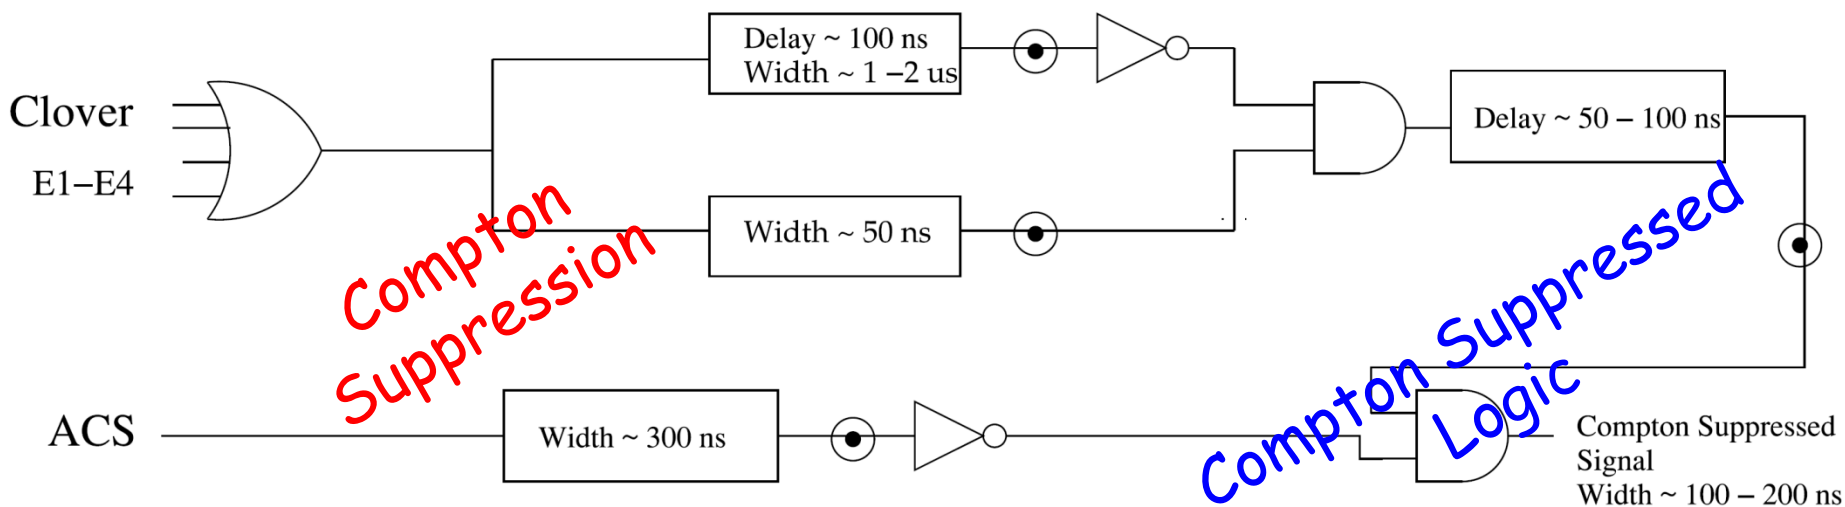 Delay ~ 100 ns
Width ~ 1 –2 us
Clover
E1–E4
Delay ~ 50 – 100 ns
Width ~ 50 ns
Compton
Suppression
Compton Suppressed
Logic
ACS
Width ~ 300 ns
Compton Suppressed
Signal
Width ~ 100 – 200 ns